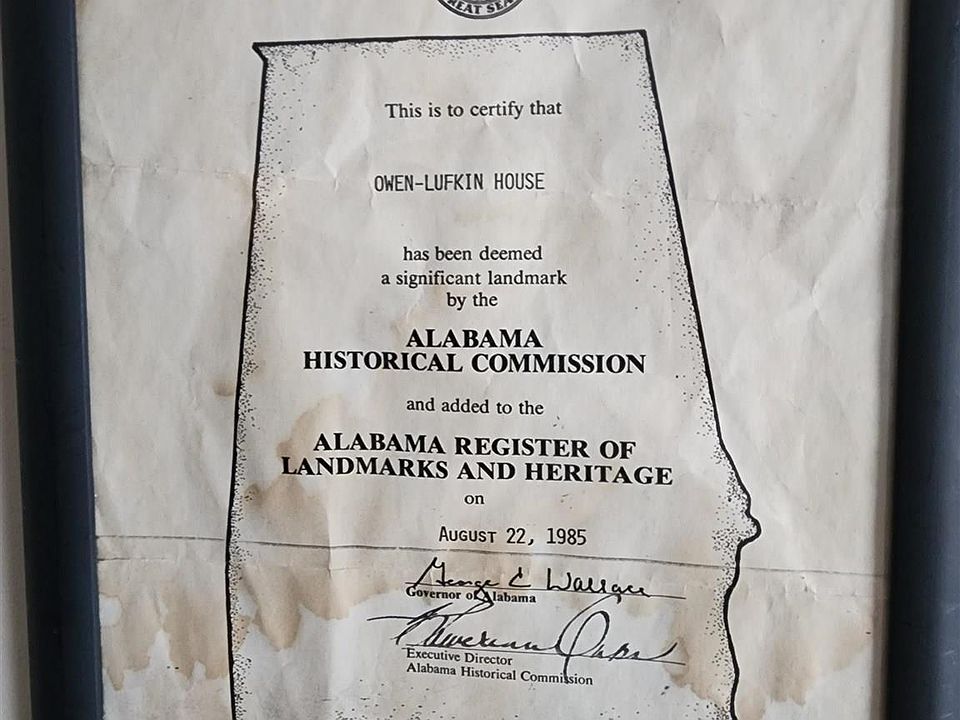 GREAT SEA
This is to certify that
OWEN-LUFKIN HOUSE
has been deemed
a significant landmark
by the
ALABAMA
HISTORICAL COMMISSION
and added to the
ALABAMA REGISTER OF
LANDMARKS AND HERITAGE
on
AUGUST 22, 1985
George C Wallace
Governor of Alabama
Executive Director
Alabama Historical Commission